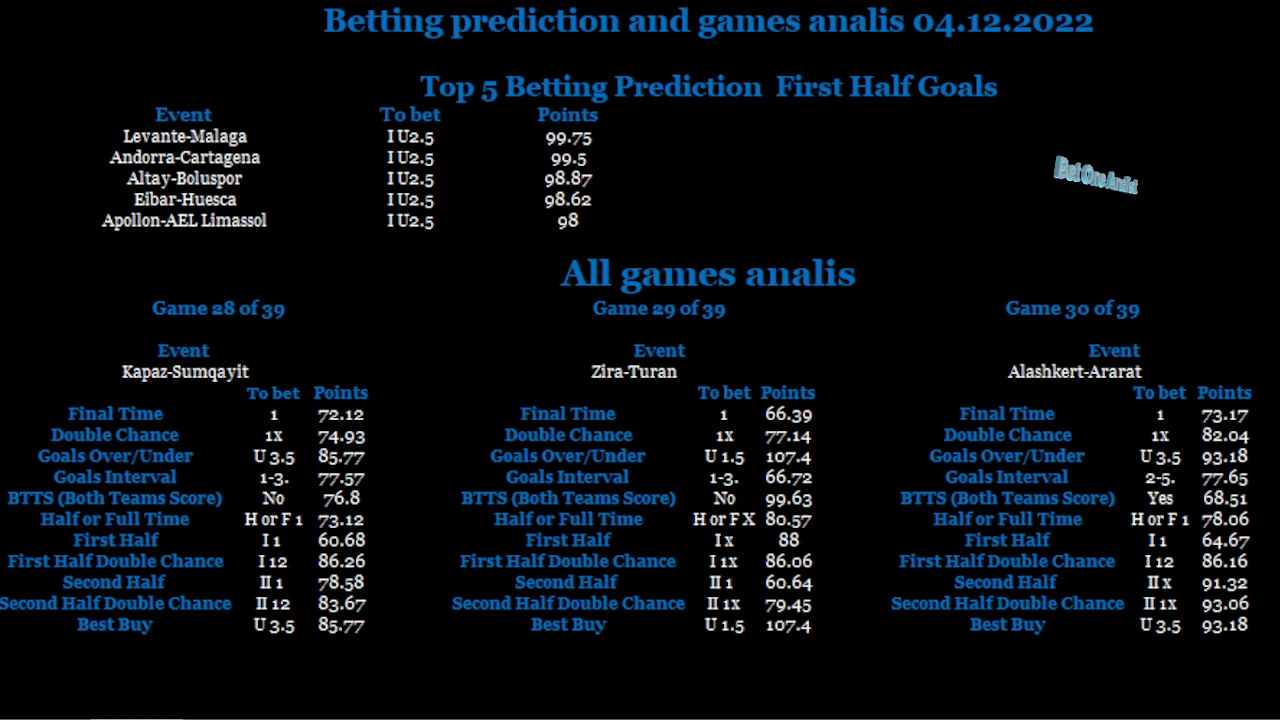 Betting prediction and games analis 04.12.2022
Top 5 Betting Prediction First Half Goals
Event To bet Points
Levante-Malaga I U2.5 99.75
Andorra-Cartagena I U2.5 99.5
Altay-Boluspor I U2.5 98.87
Eibar-Huesca I U2.5 98.62
Apollon-AEL Limassol I U2.5 98
Bet One Analist
All games analis
Game 28 of 39 Game 29 of 39 Game 30 of 39
Event Event Event
Kapaz-Sumqayit Zira-Turan Alashkert-Ararat
To bet Points To bet Points To bet Points
Final Time 1 72.12 Final Time 1 66.39 Final Time 1 73.17
Double Chance 1x 74.93 Double Chance 1x 77.14 Double Chance 1x 82.04
Goals Over/Under U 3.5 85.77 Goals Over/Under U 1.5 107.4 Goals Over/Under U 3.5 93.18
Goals Interval 1-3. 77.57 Goals Interval 1-3. 66.72 Goals Interval 2-5. 77.65
BTTS (Both Teams Score) No 76.8 BTTS (Both Teams Score) No 99.63 BTTS (Both Teams Score) Yes 68.51
Half or Full Time H or F 1 73.12 Half or Full Time H or F X 80.57 Half or Full Time H or F 1 78.06
First Half I 1 60.68 First Half I x 88 First Half I 1 64.67
First Half Double Chance I 12 86.26 First Half Double Chance I 1x 86.06 First Half Double Chance I 12 86.16
Second Half II 1 78.58 Second Half II 1 60.64 Second Half II x 91.32
Second Half Double Chance II 12 83.67 Second Half Double Chance II 1x 79.45 Second Half Double Chance II 1x 93.06
Best Buy U 3.5 85.77 Best Buy U 1.5 107.4 Best Buy U 3.5 93.18